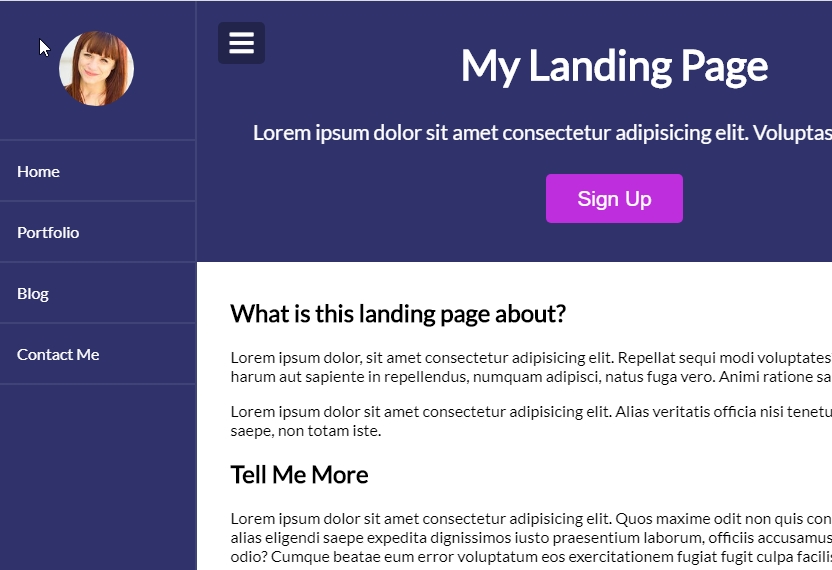 Home
Portfolio
Blog
Contact Me
My Landing Page
Lorem ipsum dolor sit amet consectetur adipisicing elit. Voluptas
Sign Up
What is this landing page about?
Lorem ipsum dolor, sit amet consectetur adipisicing elit. Repellat sequi modi voluptates
harum aut sapiente in repellendus, numquam adipisci, natus fuga vero. Animi ratione sa
Lorem ipsum dolor sit amet consectetur adipisicing elit. Alias veritatis officia nisi tenetu
saepe, non totam iste.
Tell Me More
Lorem ipsum dolor sit amet consectetur adipisicing elit. Quos maxime odit non quis con
alias eligendi saepe expedita dignissimos iusto praesentium laborum, officiis accusamus
odio? Cumque beatae eum error voluptatum eos exercitationem fugiat fugit culpa facilis